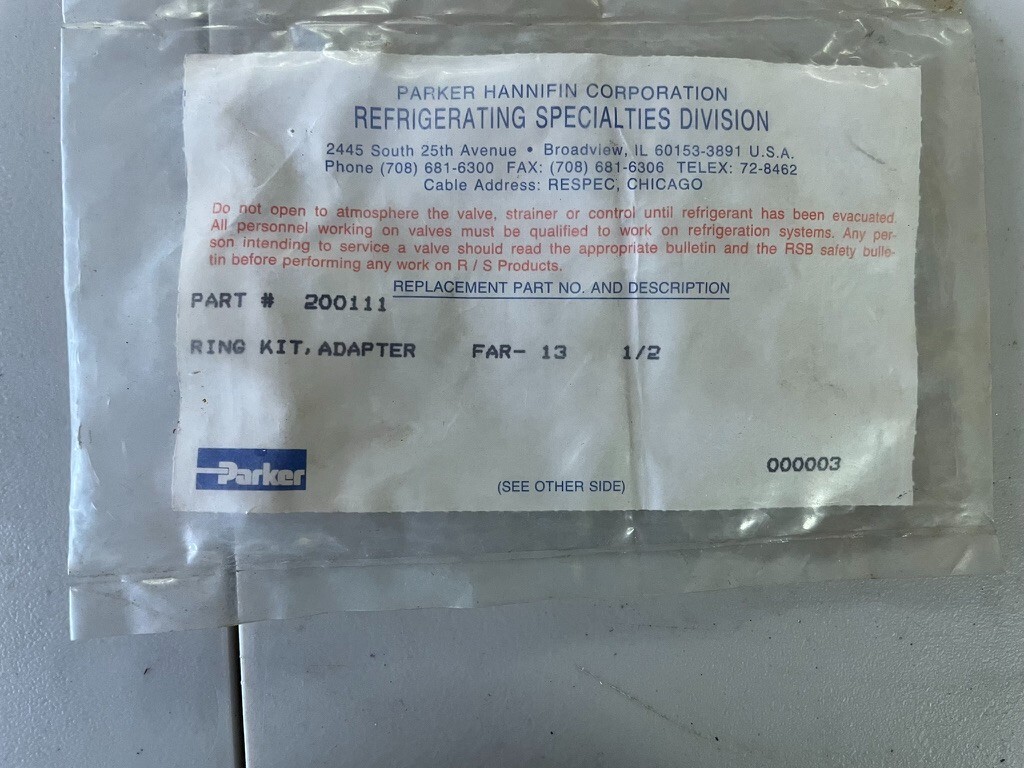 PARKER HANNIFIN CORPORATION
REFRIGERATING SPECIALTIES DIVISION
2445 South 25th Avenue • Broadview, IL 60153-3891 U.S.A.
Phone (708) 681-6300 FAX: (708) 681-6306 TELEX: 72-8462
Cable Address: RESPEC, CHICAGO
Do not open to atmosphere the valve, strainer or control until refrigerant has been evacuated.
All personnel working on valves must be qualified to work on refrigeration systems. Any per-
son intending to service a valve should read the appropriate bulletin and the RSB safety bulle-
tin before performing any work on R / S Products.
REPLACEMENT PART NO. AND DESCRIPTION
PART # 200111
RING KIT, ADAPTER FAR- 13 1/2
Parker
000003
(SEE OTHER SIDE)